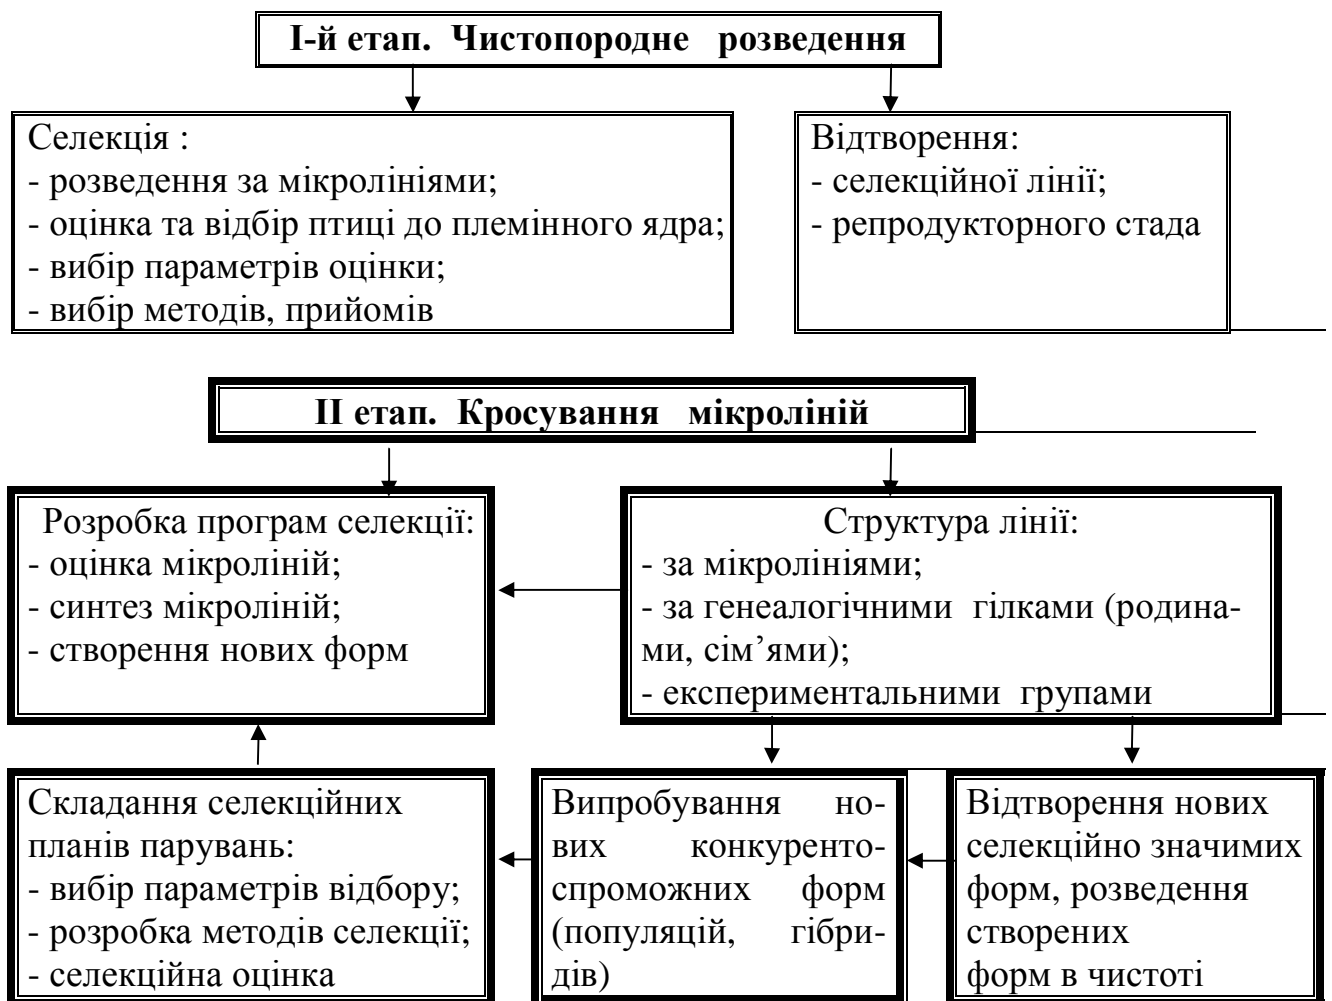 І-й етап. Чистопородне розведення
Селекція :
- розведення за мікролініями;
- оцінка та відбір птиці до племінного ядра;
- вибір параметрів оцінки;
- вибір методів, прийомів
Відтворення:
- селекційної лінії;
- репродукторного стада
ІІ етап. Кросування мікроліній
Розробка програм селекції:
- оцінка мікроліній;
- синтез мікроліній;
- створення нових форм
Структура лінії:
- за мікролініями;
- за генеалогічними гілками (родина-
ми, сім’ями);
- експериментальними групами
Складання селекційних
планів парувань:
- вибір параметрів відбору;
- розробка методів селекції;
- селекційна оцінка
Випробування но-
вих конкуренто-
спроможних форм
(популяцій, гібри-
дів)
Відтворення нових
селекційно значимих
форм, розведення
створених
форм в чистоті